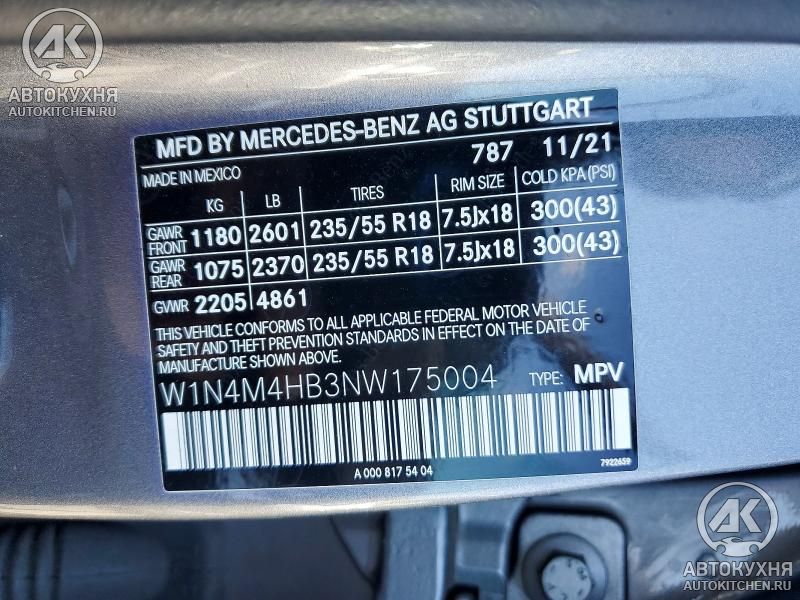 AK
АВТОКУХНЯ
AUTOKITCHEN.RU
MFD BY MERCEDES-BENZ AG STUTTGART
787 11/21
MADE IN MEXICO
KG LB TIRES RIM SIZE COLD KPA(PSI)
GAWR FRONT 1180 2601 235/55 R18 7.5Jx18 300(43)
GAWR REAR 1075 2370 235/55 R18 7.5Jx18 300(43)
GVWR 2205 4861
THIS VEHICLE CONFORMS TO ALL APPLICABLE FEDERAL MOTOR VEHICLE
SAFETY AND THEFT PREVENTION STANDARDS IN EFFECT ON THE DATE OF
MANUFACTURE SHOWN ABOVE.
W1N4M4HB3NW175004 TYPE: MPV
A 000 817 54 04
7922659
AK
АВТОКУХНЯ
AUTOKITCHEN.RU